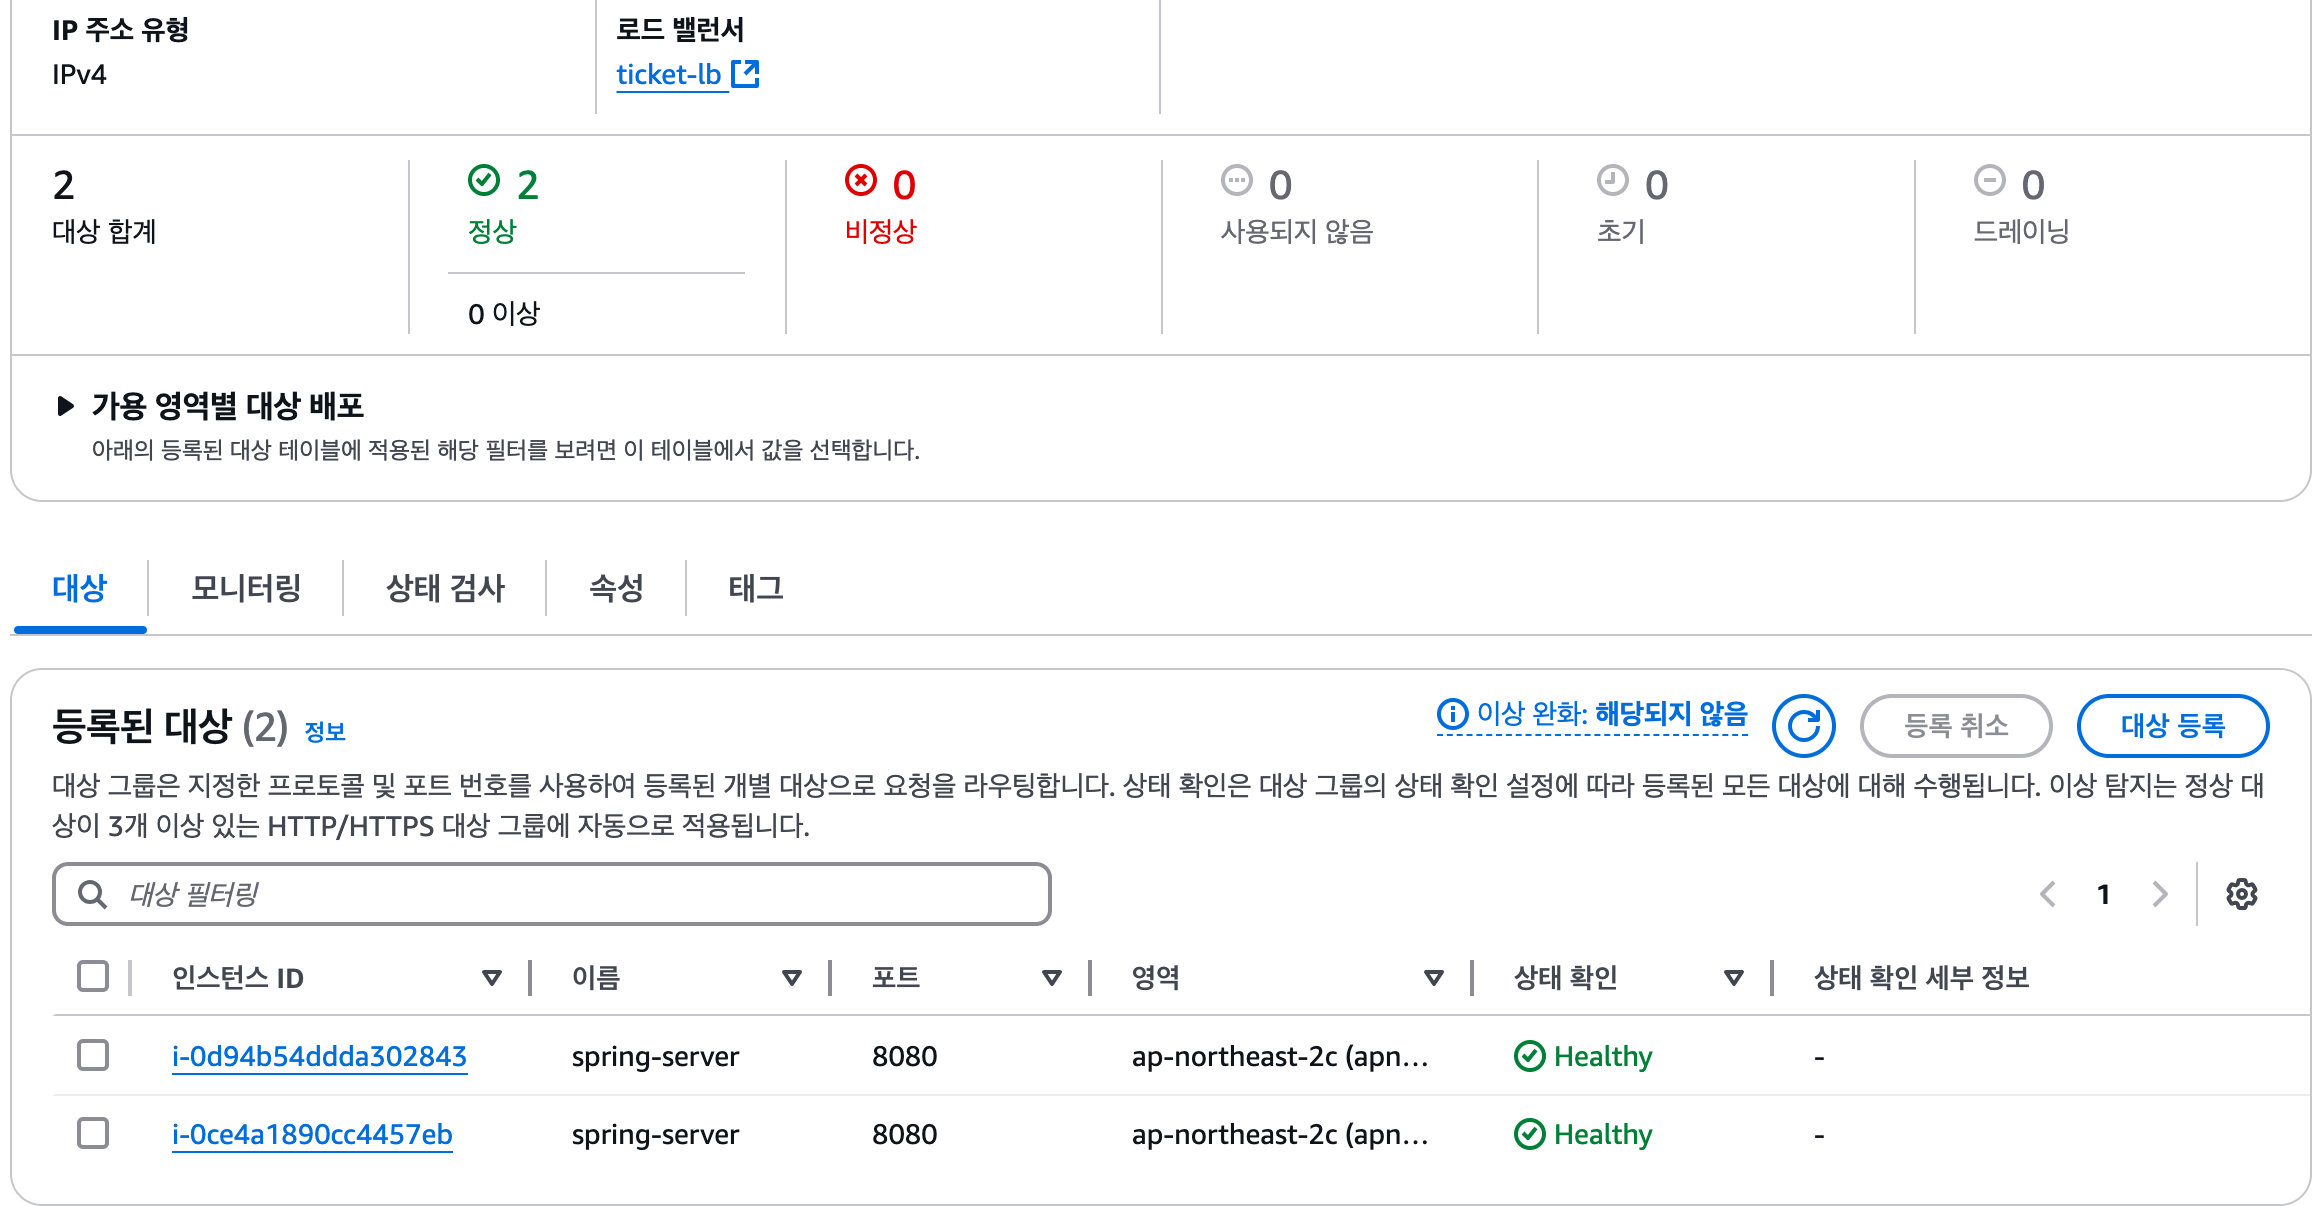 IP 주소 유형
IPv4
로드 밸런서
ticket-lb
2
대상 합계
2
정상
0 이상
0
비정상
0
사용되지 않음
0
초기
0
드레이닝
가용 영역별 대상 배포
아래의 등록된 대상 테이블에 적용된 해당 필터를 보려면 이 테이블에서 값을 선택합니다.
대상 모니터링 상태 검사 속성 태그
등록된 대상 (2) 정보
이상 완화: 해당되지 않음
등록 취소
대상 등록
대상 그룹은 지정한 프로토콜 및 포트 번호를 사용하여 등록된 개별 대상으로 요청을 라우팅합니다. 상태 확인은 대상 그룹의 상태 확인 설정에 따라 등록된 모든 대상에 대해 수행됩니다. 이상 탐지는 정상 대
상이 3개 이상 있는 HTTP/HTTPS 대상 그룹에 자동으로 적용됩니다.
대상 필터링
1
인스턴스 ID 이름 포트 영역 상태 확인 상태 확인 세부 정보
i-0d94b54ddda302843 spring-server 8080 ap-northeast-2c (apn... Healthy -
i-0ce4a1890cc4457eb spring-server 8080 ap-northeast-2c (apn... Healthy -